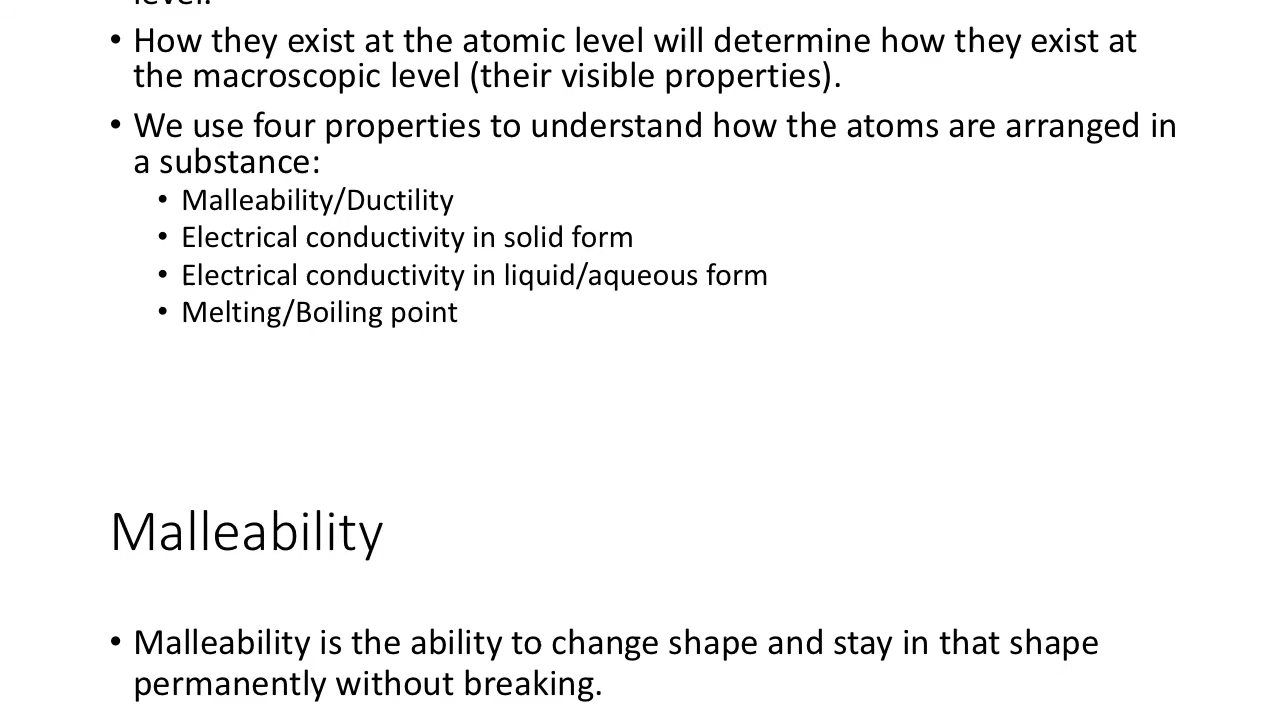 level.
• How they exist at the atomic level will determine how they exist at
the macroscopic level (their visible properties).
• We use four properties to understand how the atoms are arranged in
a substance:
• Malleability/Ductility
• Electrical conductivity in solid form
• Electrical conductivity in liquid/aqueous form
• Melting/Boiling point
Malleability
• Malleability is the ability to change shape and stay in that shape
permanently without breaking.